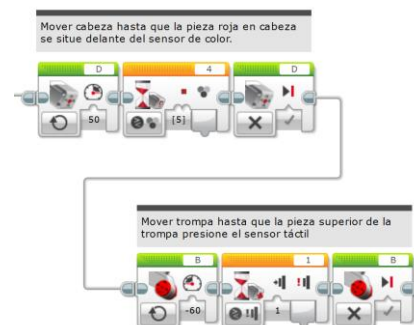 Mover cabeza hasta que la pieza roja en cabeza
se situe delante del sensor de color.
D
4
D
50
[5]
Mover trompa hasta que la pieza superior de la
trompa presione el sensor táctil
B
1
B
-60
1